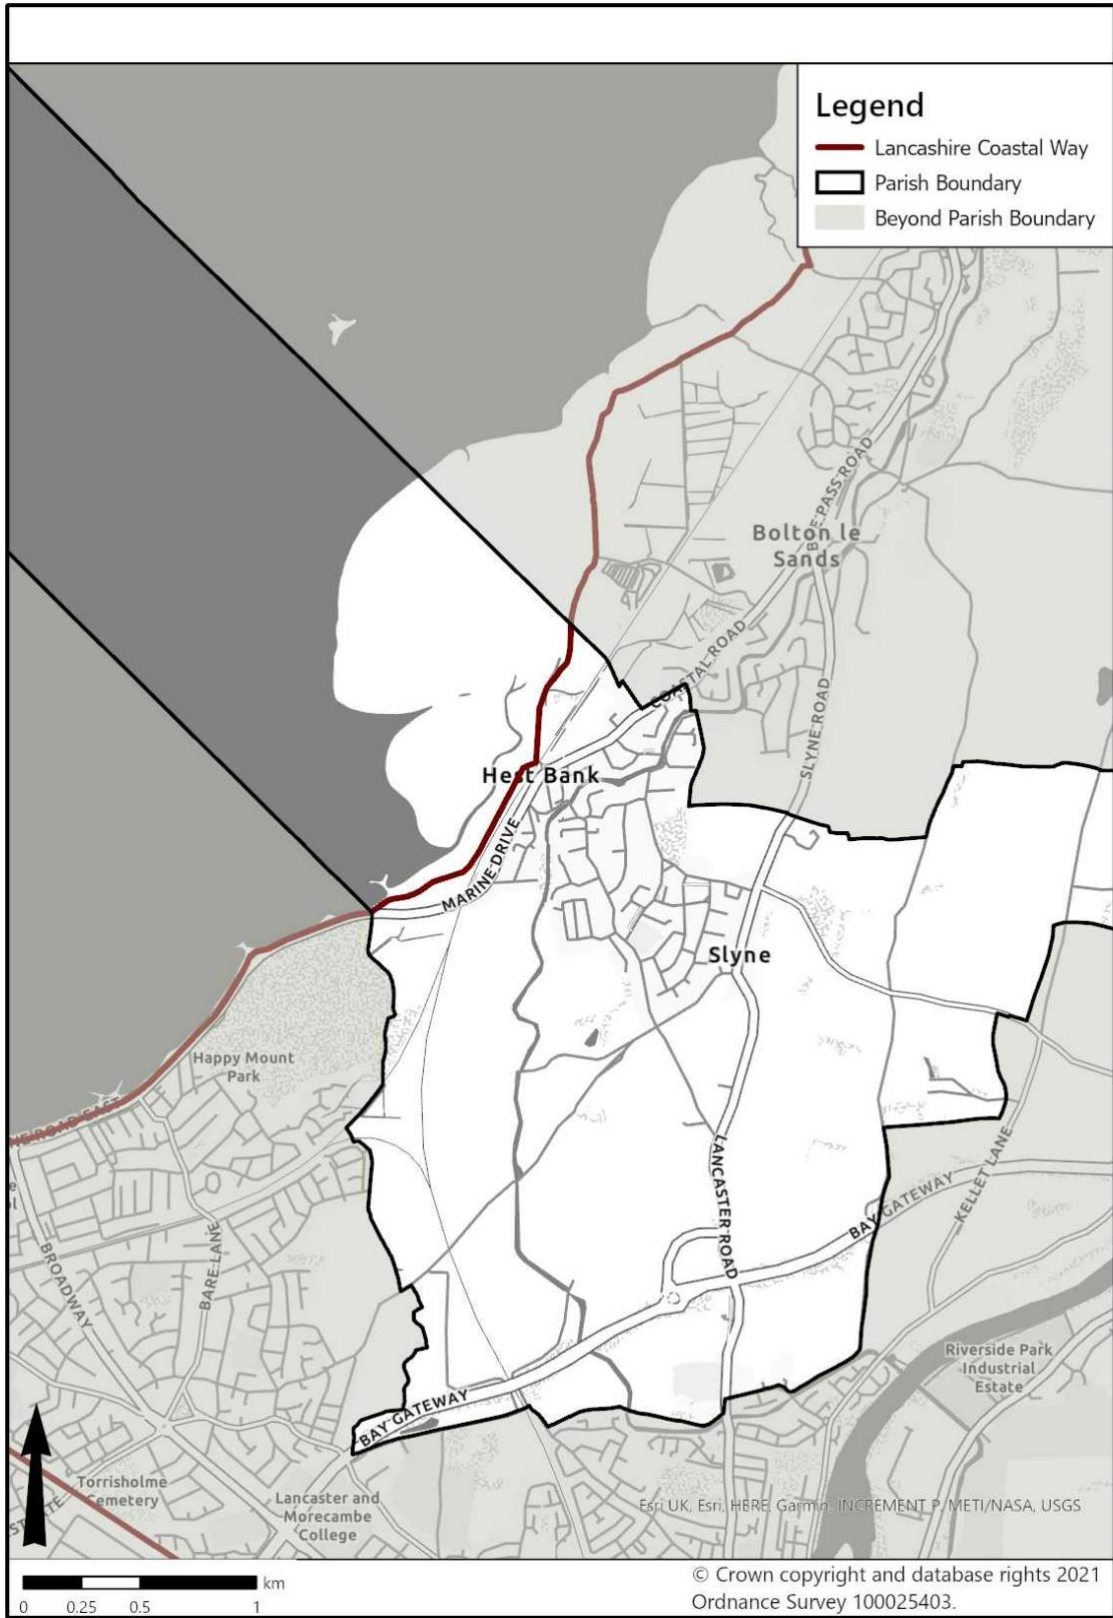 Legend
Lancashire Coastal Way
Parish Boundary
Beyond Parish Boundary
BYE-PASS ROAD
Bolton le
Sands
COASTAL ROAD
SLYNE ROAD
Hest Bank
MARINE DRIVE
Slyne
Happy Mount
Park
ROAD EAST
LANCASTER ROAD
KELLET LANE
BAY GATEWAY
BROADWAY
BARE LANE
Riverside Park
Industrial
Estate
BAY GATEWAY
Torrisholme
Cemetery
Lancaster and
Morecambe
College
Esri UK, Esri, HERE, Garmin, INCREMENT P, METI/NASA, USGS
km
0 0.25 0.5 1
© Crown copyright and database rights 2021
Ordnance Survey 100025403.